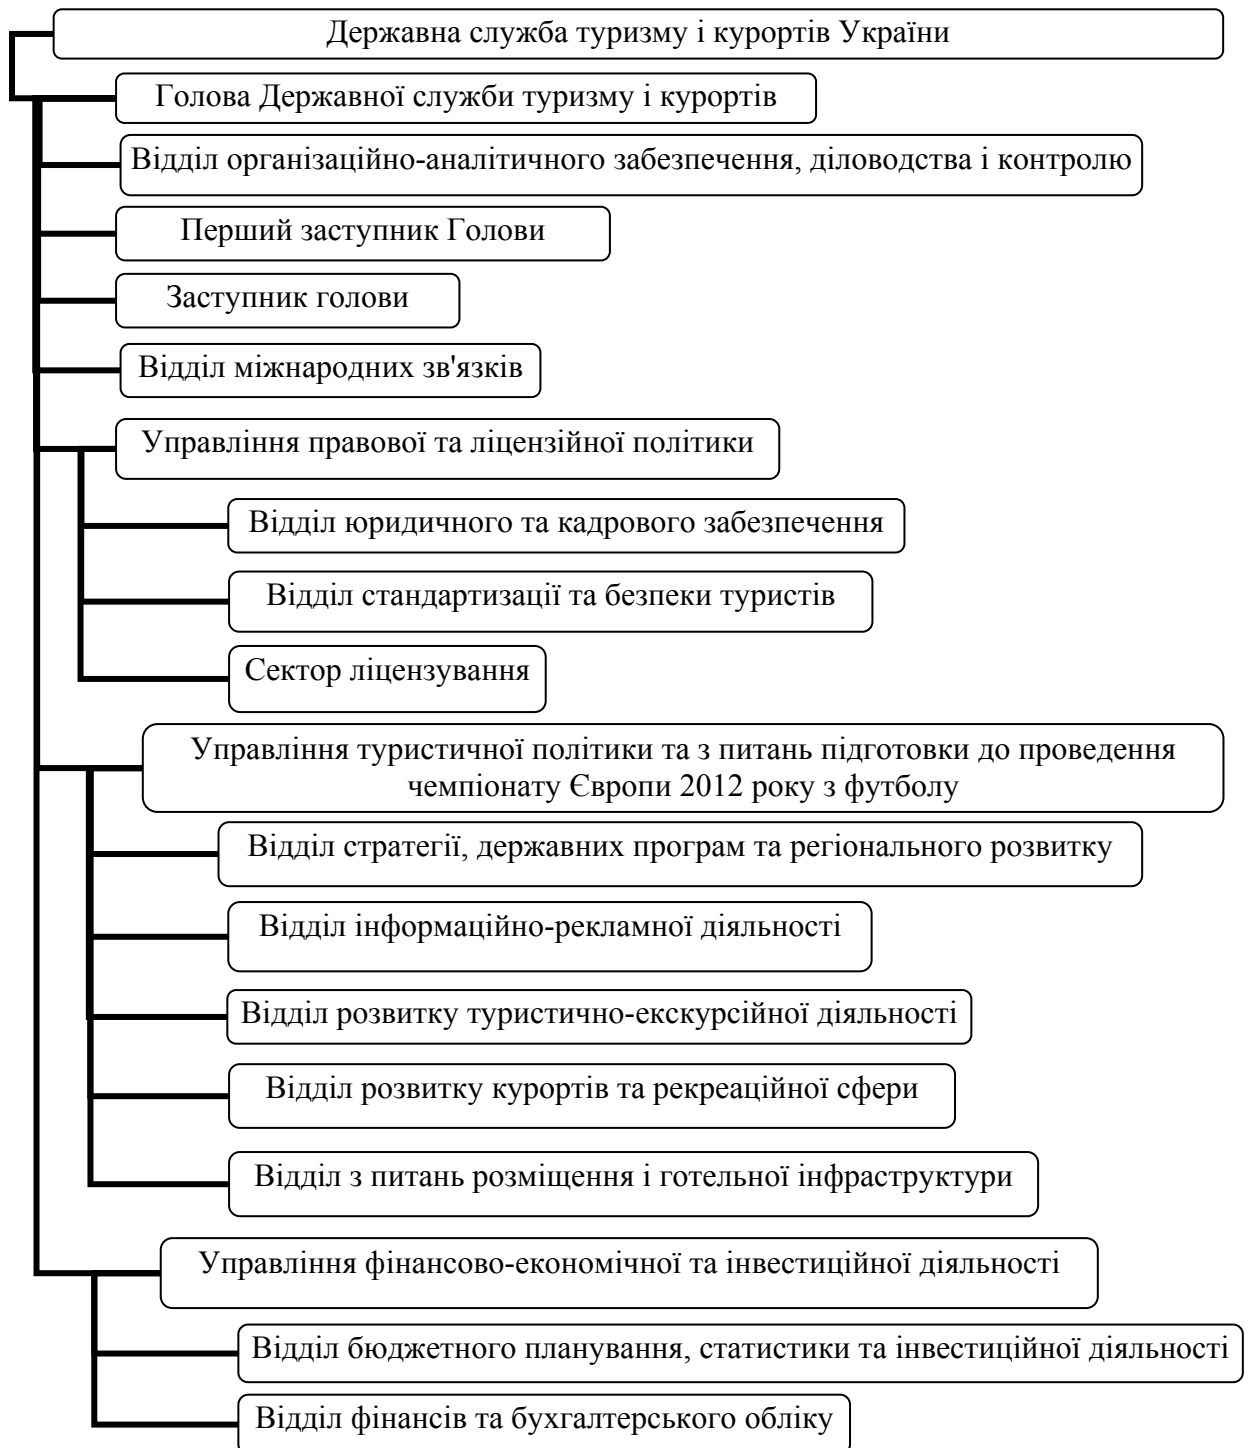 Державна служба туризму і курортів України
Голова Державної служби туризму і курортів
Відділ організаційно-аналітичного забезпечення, діловодства і контролю
Перший заступник Голови
Заступник голови
Відділ міжнародних зв'язків
Управління правової та ліцензійної політики
Відділ юридичного та кадрового забезпечення
Відділ стандартизації та безпеки туристів
Сектор ліцензування
Управління туристичної політики та з питань підготовки до проведення
чемпіонату Європи 2012 року з футболу
Відділ стратегії, державних програм та регіонального розвитку
Відділ інформаційно-рекламної діяльності
Відділ розвитку туристично-екскурсійної діяльності
Відділ розвитку курортів та рекреаційної сфери
Відділ з питань розміщення і готельної інфраструктури
Управління фінансово-економічної та інвестиційної діяльності
Відділ бюджетного планування, статистики та інвестиційної діяльності
Відділ фінансів та бухгалтерського обліку